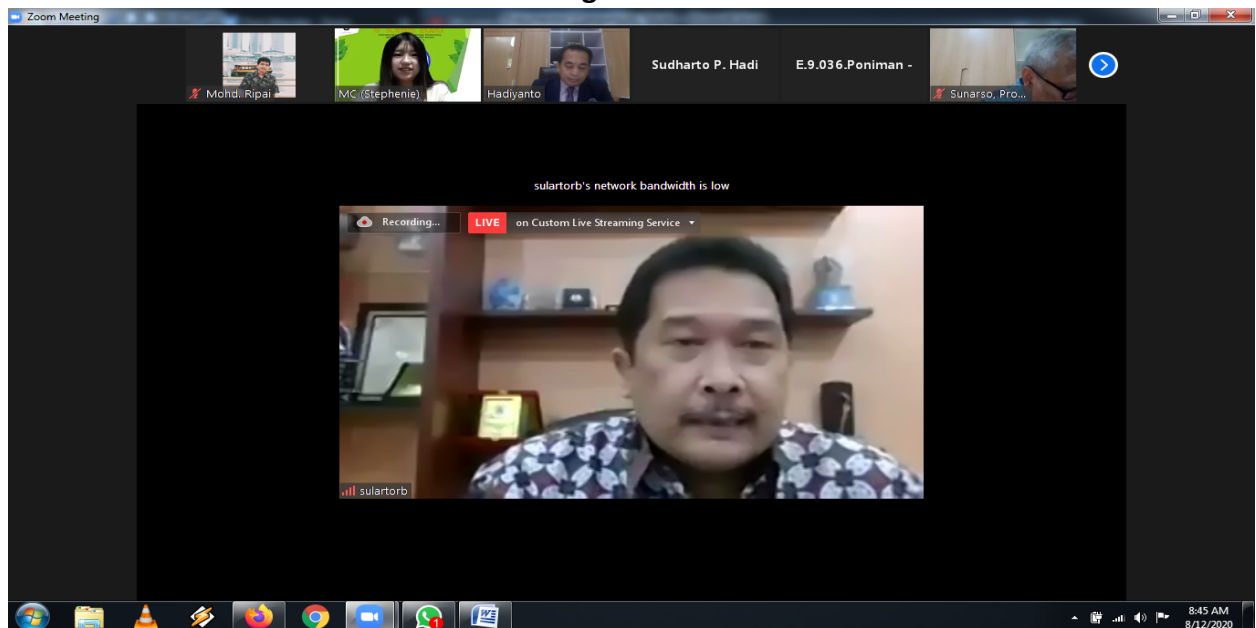 Zoom Meeting
Mohd. Ripai
MC (Stephenie)
Hadiyanto
Sudharto P. Hadi
E.9.036.Poniman -
Sunarso, Pro...
sulartorb's network bandwidth is low
Recording...
LIVE on Custom Live Streaming Service
sulartorb
1
8:45 AM
8/12/2020